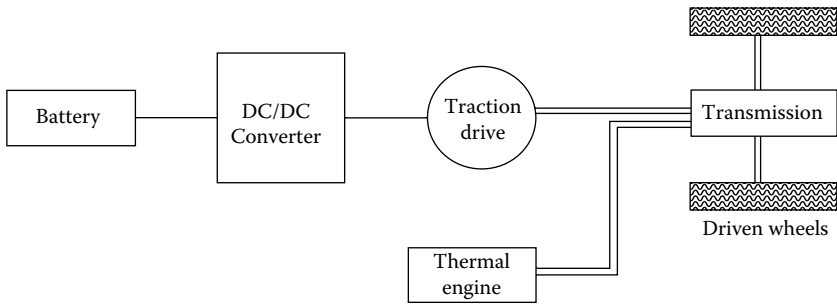 Battery
DC/DC
Converter
Traction
drive
Transmission
Driven wheels
Thermal
engine